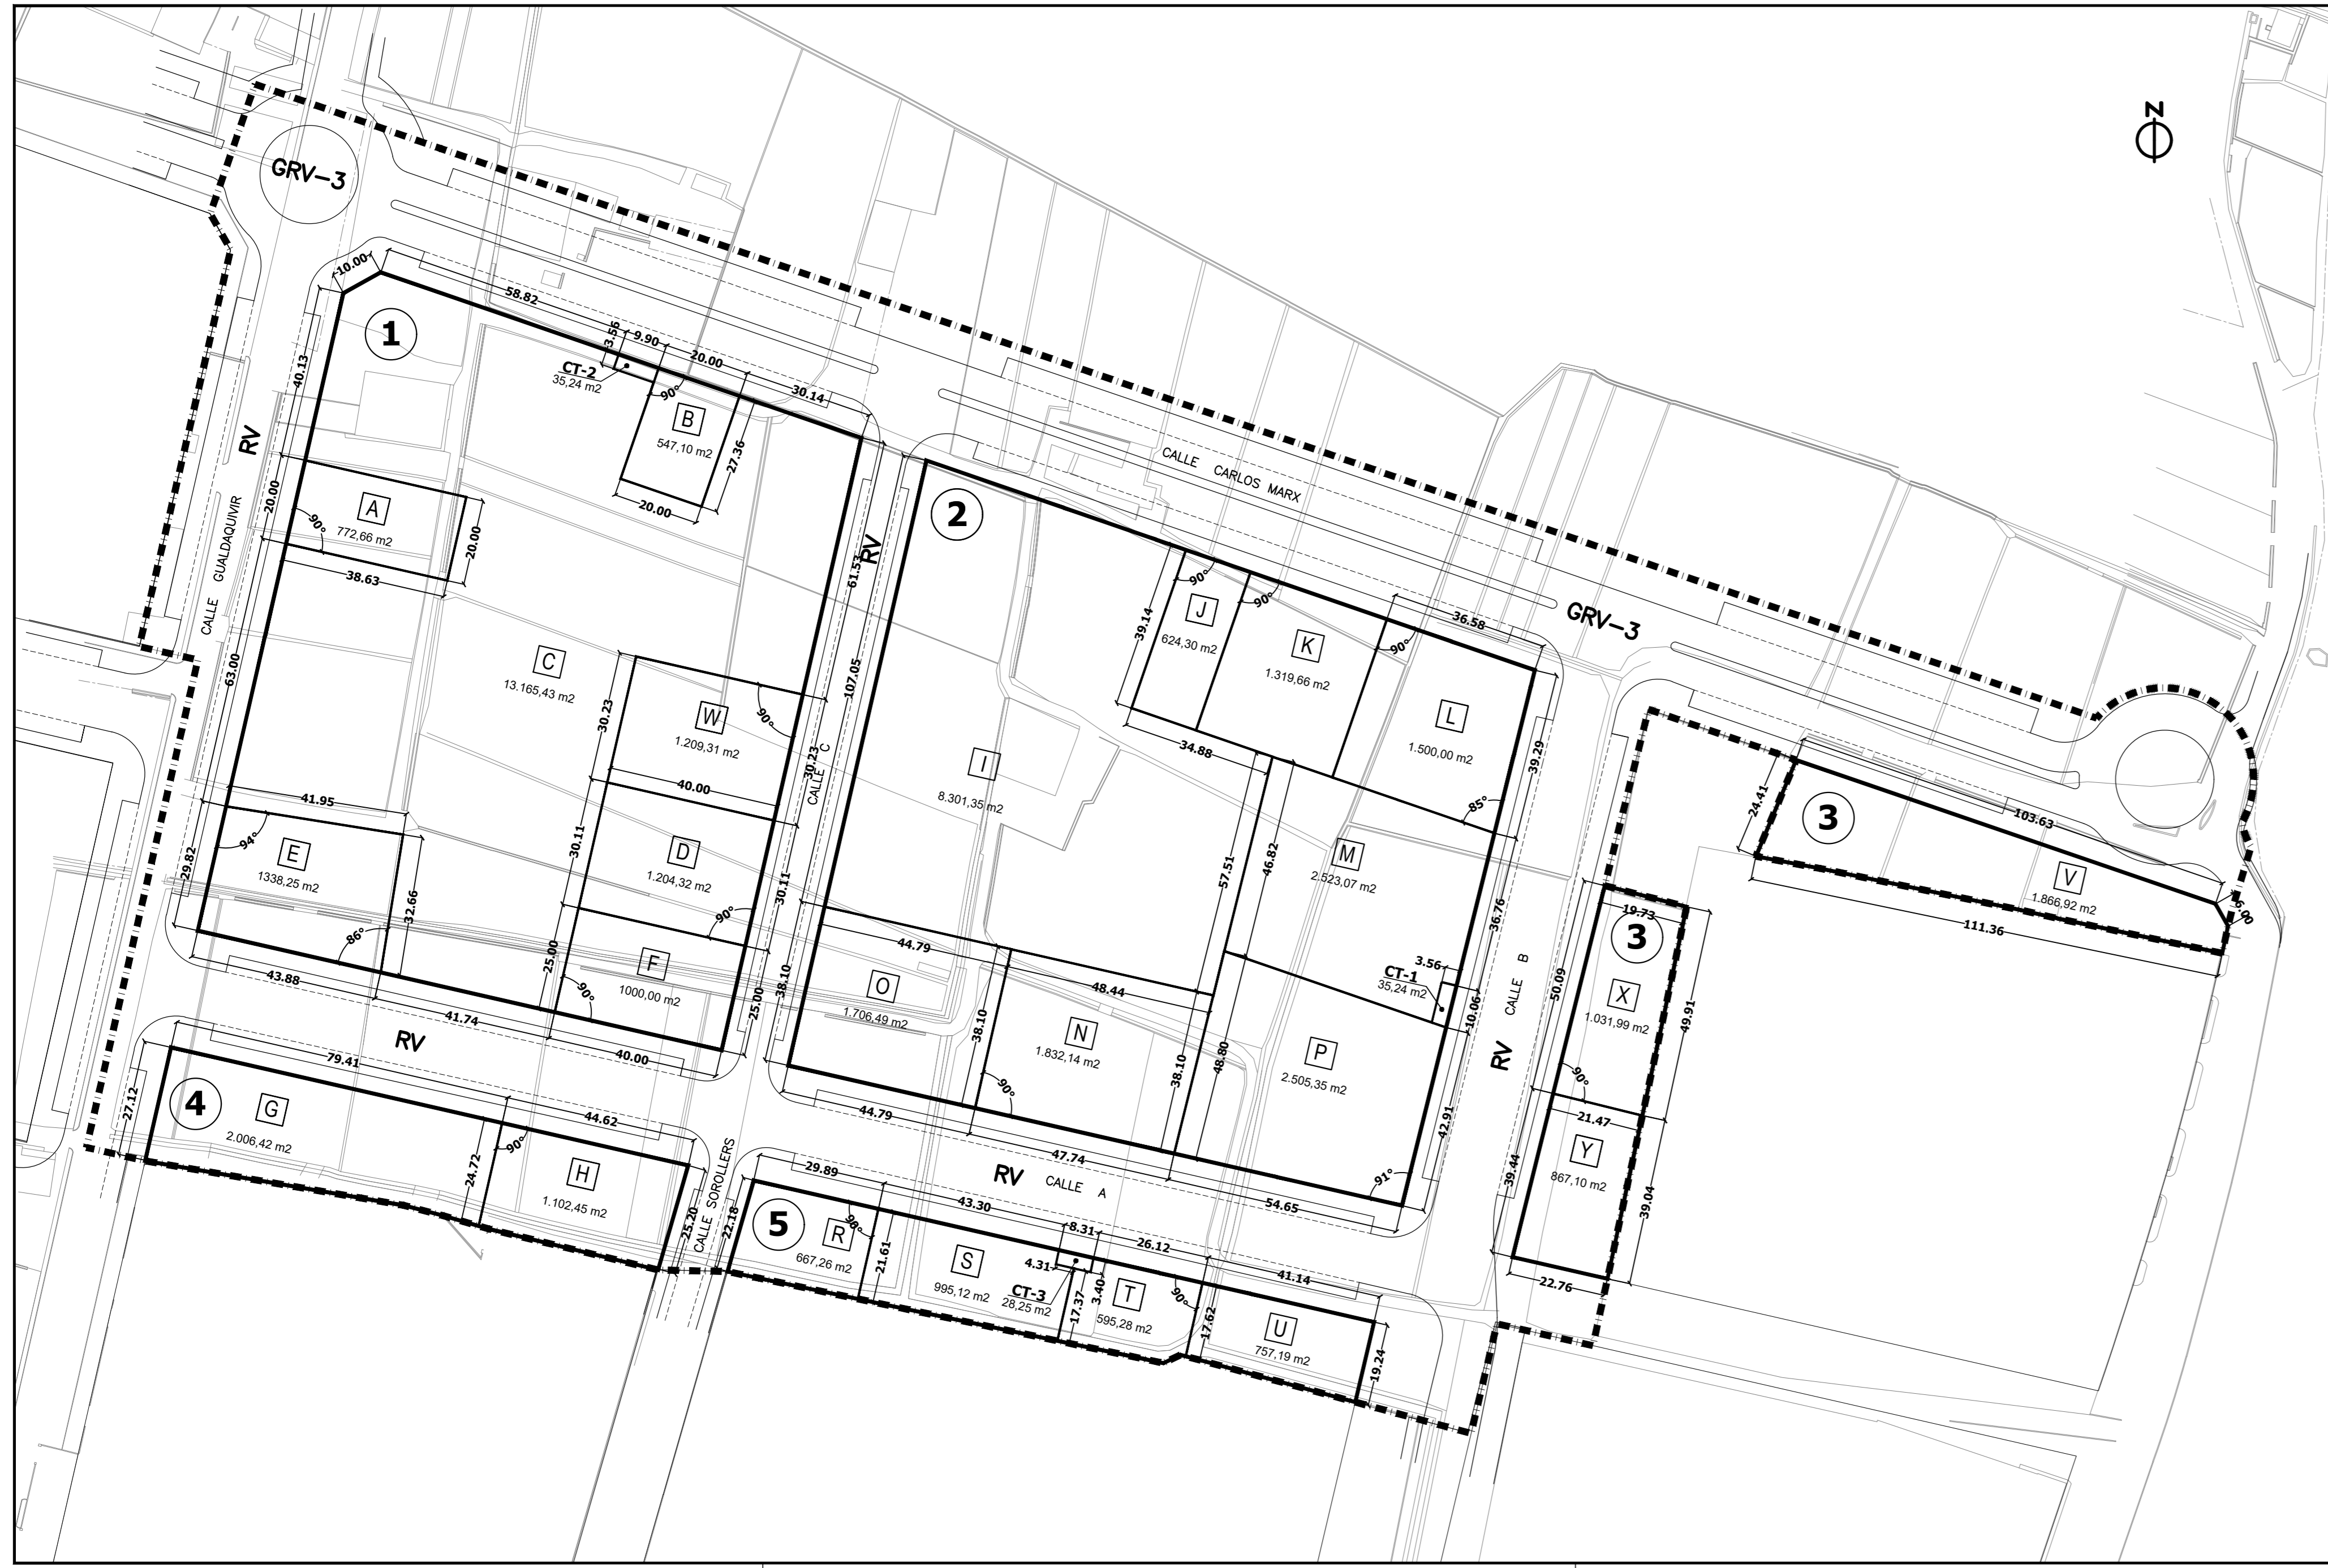 N
GRV-3
10.00
58.82
3.56
9.90
20.00
30.14
1
40.13
CT-2
35,24 m2
90°
B
547,10 m2
27.36
20.00
RV
CALLE GUALDAQUIVIR
20.00
A
772,66 m2
90°
20.00
38.63
63.00
C
13.165,43 m2
61.53
RV
107.05
30.23
W
1.209,31 m2
90°
30.23
CALLE C
40.00
41.95
30.11
D
1.204,32 m2
90°
30.11
94°
E
1338,25 m2
29.82
32.66
86°
25.00
F
1000,00 m2
90°
25.00
38.10
43.88
41.74
40.00
RV
2
CALLE CARLOS MARX
GRV-3
90°
90°
90°
36.58
39.14
J
624,30 m2
K
1.319,66 m2
L
1.500,00 m2
39.29
85°
34.88
I
8.301,35 m2
57.51
46.82
M
2.523,07 m2
36.76
44.79
48.44
O
1.706,49 m2
38.10
N
1.832,14 m2
90°
38.10
48.80
P
2.505,35 m2
CT-1
35,24 m2
3.56
10.06
42.91
91°
44.79
47.74
54.65
RV
CALLE B
RV
CALLE A
3
24.41
103.63
V
1.866,92 m2
6.00
111.36
19.73
3
50.09
X
1.031,99 m2
49.91
90°
21.47
Y
867,10 m2
39.44
39.04
22.76
4
27.12
79.41
44.62
G
2.006,42 m2
24.72
90°
H
1.102,45 m2
25.20
CALLE SOROLLERS
22.18
5
29.89
43.30
8.31
26.12
41.14
R
667,26 m2
90°
21.61
S
995,12 m2
4.31
CT-3
28,25 m2
17.37
3.40
T
595,28 m2
90°
17.62
U
757,19 m2
19.24